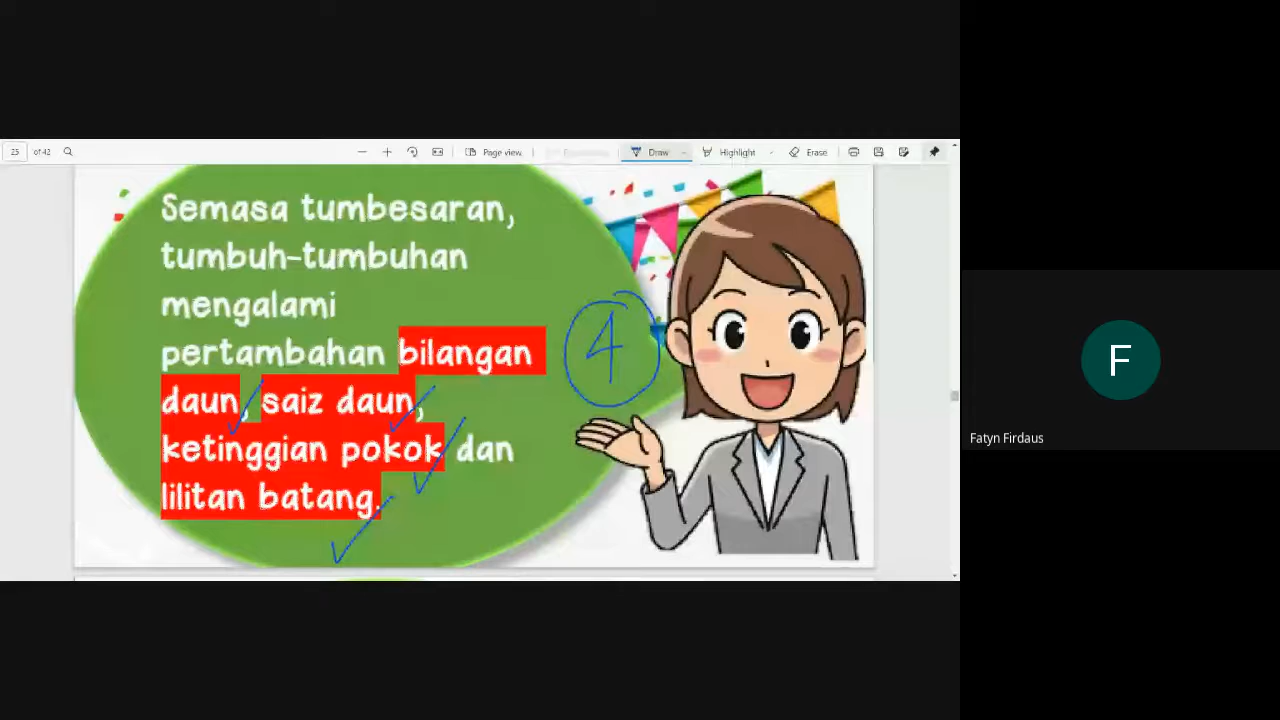 25 of 42
Page view
Draw
Highlight
Erase
Semasa tumbesaran,
tumbuh-tumbuhan
mengalami
pertambahan bilangan
daun, saiz daun,
ketinggian pokok dan
lilitan batang.
4
F
Fatyn Firdaus